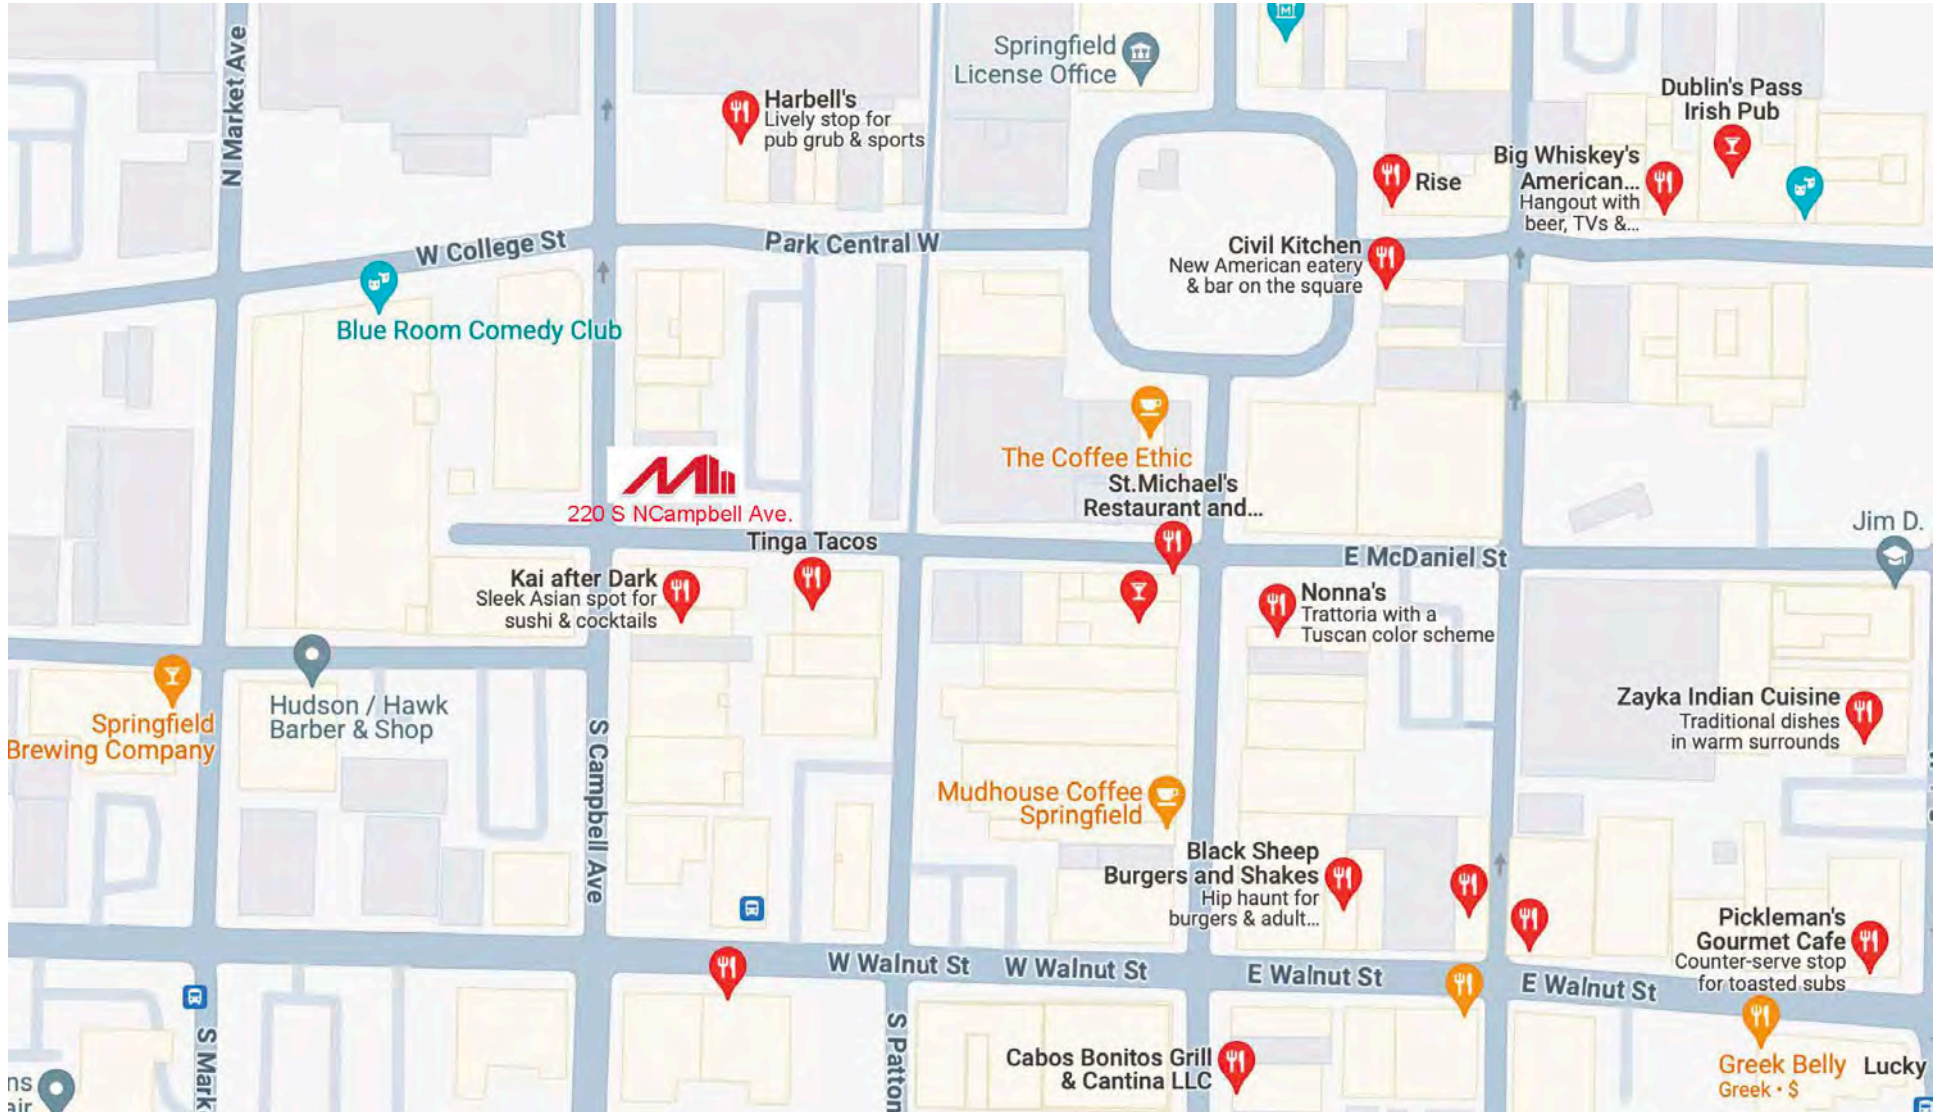 N Market Ave
Harbell's
Lively stop for
pub grub & sports
Springfield
License Office
Dublin's Pass
Irish Pub
Big Whiskey's
American...
Hangout with
beer, TVs &...
Rise
W College St
Park Central W
Civil Kitchen
New American eatery
& bar on the square
Blue Room Comedy Club
The Coffee Ethic
St.Michael's
Restaurant and...
220 S NCampbell Ave.
Tinga Tacos
E McDaniel St
Jim D.
Kai after Dark
Sleek Asian spot for
sushi & cocktails
Nonna's
Trattoria with a
Tuscan color scheme
Hudson / Hawk
Barber & Shop
Springfield
Brewing Company
S Campbell Ave
Zayka Indian Cuisine
Traditional dishes
in warm surrounds
Mudhouse Coffee
Springfield
Black Sheep
Burgers and Shakes
Hip haunt for
burgers & adult...
Pickleman's
Gourmet Cafe
Counter-serve stop
for toasted subs
W Walnut St
W Walnut St
E Walnut St
E Walnut St
S Mark
S Patton
Cabos Bonitos Grill
& Cantina LLC
Greek Belly
Greek • $
Lucky
ns
air